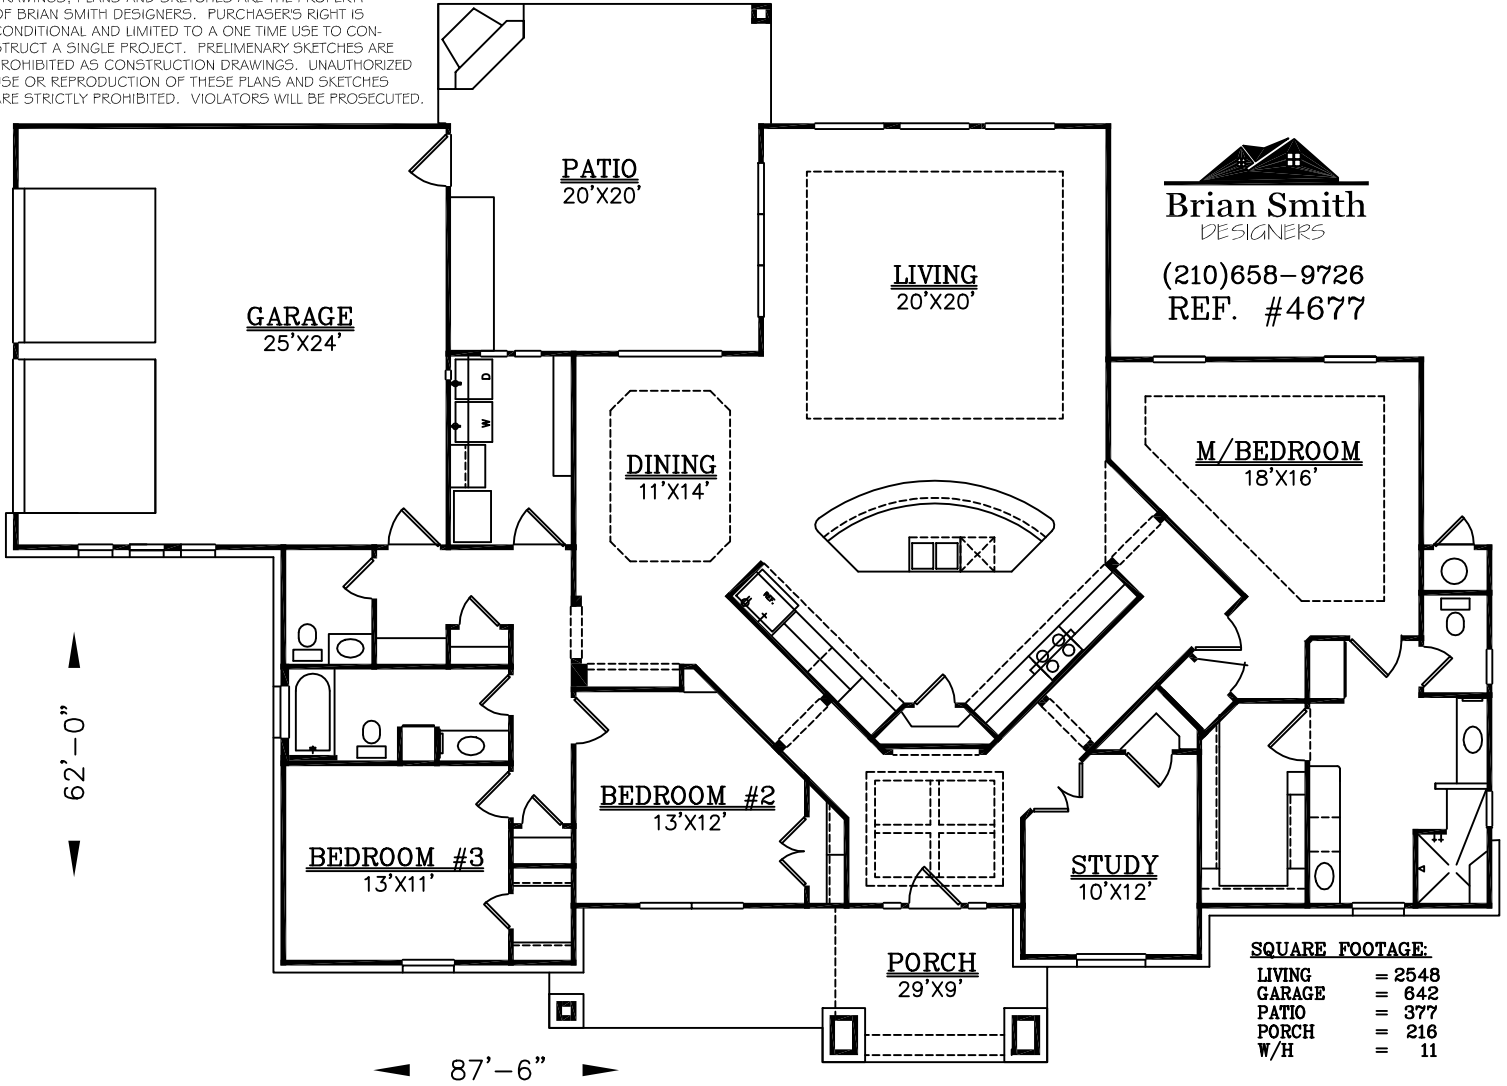 OF BRIAN SMITH DESIGNERS. PURCHASER'S RIGHT IS
CONDITIONAL AND LIMITED TO A ONE TIME USE TO CON-
STRUCT A SINGLE PROJECT. PRELIMENARY SKETCHES ARE
PROHIBITED AS CONSTRUCTION DRAWINGS. UNAUTHORIZED
USE OR REPRODUCTION OF THESE PLANS AND SKETCHES
ARE STRICTLY PROHIBITED. VIOLATORS WILL BE PROSECUTED.
PATIO
20'X20'
Brian Smith
DESIGNERS
(210)658-9726
REF. #4677
LIVING
20'X20'
GARAGE
25'X24'
D
W
DINING
11'X14'
M/BEDROOM
18'X16'
REF.
62'-0"
BEDROOM #2
13'X12'
BEDROOM #3
13'X11'
STUDY
10'X12'
PORCH
29'X9'
SQUARE FOOTAGE:
LIVING = 2548
GARAGE = 642
PATIO = 377
PORCH = 216
W/H = 11
87'-6"